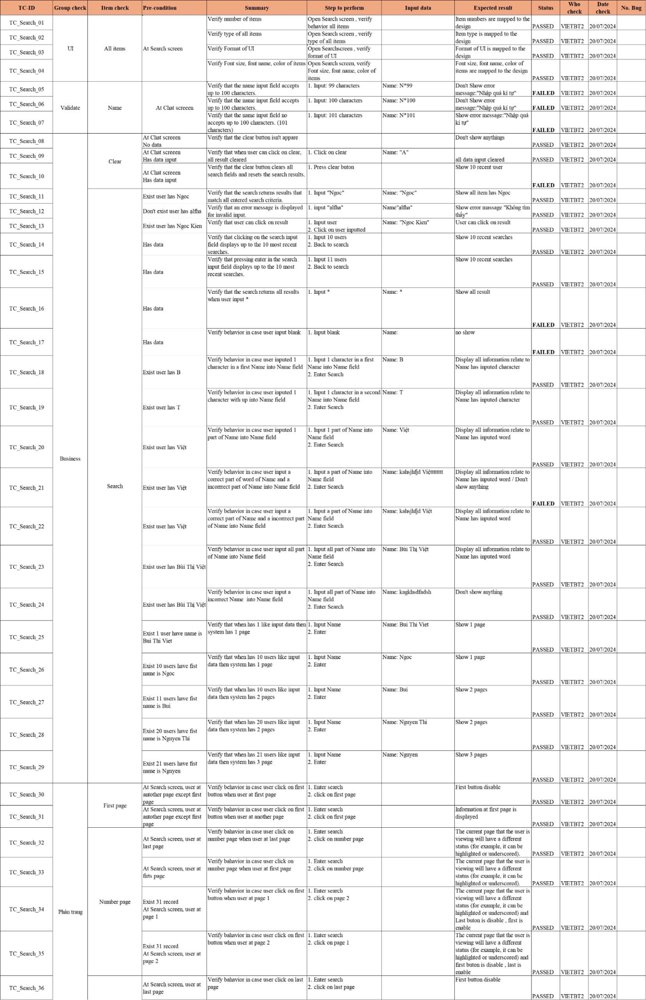 TC-ID Group check Item check Pre-condition Summary Step to perform Input data Expected result Status Who check Date check No. Bug
UI
All items
At Search screen
TC_Search_01 Verify number of items Open Search screen , verify behavior all items Item numbers are mapped to the design PASSED VIETBT2 20/07/2024
TC_Search_02 Verify type of all items Open Search screen , verify type of all items Item type is mapped to the design PASSED VIETBT2 20/07/2024
TC_Search_03 Verify Format of UI Open Searchscreen , verify format of UI Format of UI is mapped to the design PASSED VIETBT2 20/07/2024
TC_Search_04 Verify Font size, font name, color of items Open Search screen, verify Font size, font name, color of items Font size, font name, color of items are mapped to the design PASSED VIETBT2 20/07/2024
Validate
Name
At Chat screeen
TC_Search_05 Verify that the name input field accepts up to 100 characters. 1. Input: 99 characters Name: N*99 Don't Show error message:"Nhập quá kí tự" FAILED VIETBT2 20/07/2024
TC_Search_06 Verify that the name input field accepts up to 100 characters. 1. Input: 100 characters Name: N*100 Don't Show error message:"Nhập quá kí tự" FAILED VIETBT2 20/07/2024
TC_Search_07 Verify that the name input field no accepts up to 100 characters. (101 characters) 1. Input: 101 characters Name: N*101 Show error message:"Nhập quá kí tự" FAILED VIETBT2 20/07/2024
Business
Clear
TC_Search_08 At Chat screeen No data Verify that the clear button isn't appare Don't show anythings PASSED VIETBT2 20/07/2024
TC_Search_09 At Chat screeen Has data input Verify that when user can click on clear, all result cleared 1. Click on clear Name: "A" all data input cleared PASSED VIETBT2 20/07/2024
TC_Search_10 At Chat screeen Has data input Verify that the clear button clears all search fields and resets the search results. 1. Press clear buton Show 10 recent user FAILED VIETBT2 20/07/2024
Search
TC_Search_11 Exist user has Ngoc Verify that the search returns results that match all entered search criteria. 1. Input "Ngoc" Name: "Ngoc" Show all item has Ngoc PASSED VIETBT2 20/07/2024
TC_Search_12 Don't exist user has ạlfha Verify that an error message is displayed for invalid input. 1. input "ạlfha" Name"ạlfha" Show error massage "Không tìm thấy" PASSED VIETBT2 20/07/2024
TC_Search_13 Exist user has Ngoc Kien Verify that user can click on result 1. Input user 2. Click on user inputted Name: "Ngoc Kien" User can click on result PASSED VIETBT2 20/07/2024
TC_Search_14 Has data Verify that clicking on the search input field displays up to the 10 most recent searches. 1. Input 10 users 2. Back to search Show 10 recent searches PASSED VIETBT2 20/07/2024
TC_Search_15 Has data Verify that pressing enter in the search input field displays up to the 10 most recent searches. 1. Input 11 users 2. Back to search Show 10 recent searches PASSED VIETBT2 20/07/2024
TC_Search_16 Has data Verify that the search returns all results when user input * 1. Input * Name: * Show all result FAILED VIETBT2 20/07/2024
TC_Search_17 Has data Verify behavior in case user input blank 1. Input blank Name: no show FAILED VIETBT2 20/07/2024
TC_Search_18 Exist user has B Verify behavior in case user inputed 1 character in a first Name into Name field 1. Input 1 character in a first Name into Name field 2. Enter Search Name: B Display all information relate to Name has inputed character PASSED VIETBT2 20/07/2024
TC_Search_19 Exist user has T Verify behavior in case user inputed 1 character with up into Name field 1. Input 1 character in a second Name into Name field 2. Enter Search Name: T Display all information relate to Name has inputed character PASSED VIETBT2 20/07/2024
TC_Search_20 Exist user has Việt Verify behavior in case user inputed 1 part of Name into Name field 1. Input 1 part of Name into Name field 2. Enter Search Name: Việt Display all information relate to Name has inputed word PASSED VIETBT2 20/07/2024
TC_Search_21 Exist user has Việt Verify behavior in case user input a correct part of word of Name and a incorrrect part of Name into Name field 1. Input a part of Name into Name field 2. Enter Search Name: kahsjhfjd Việtttttttt Display all information relate to Name has inputed word / Don't show anything FAILED VIETBT2 20/07/2024
TC_Search_22 Exist user has Việt Verify behavior in case user input a correct part of Name and a incorrrect part of Name into Name field 1. Input a part of Name into Name field 2. Enter Search Name: kahsjhfjd Việt Display all information relate to Name has inputed word PASSED VIETBT2 20/07/2024
TC_Search_23 Exist user has Bùi Thị Việt Verify behavior in case user input all part of Name into Name field 1. Input all part of Name into Name field 2. Enter Search Name: Bùi Thị Việt Display all information relate to Name has inputed word PASSED VIETBT2 20/07/2024
TC_Search_24 Exist user has Bùi Thị Việt Verify behavior in case user input a incorrect Name into Name field 1. Input all part of Name into Name field 2. Enter Search Name: kagkhsdfadsh Don't show anything PASSED VIETBT2 20/07/2024
TC_Search_25 Exist 1 user have name is Bui Thi Viet Verify that when has 1 like input data then system has 1 page 1. Input Name 2. Enter Name: Bui Thi Viet Show 1 page PASSED VIETBT2 20/07/2024
TC_Search_26 Exist 10 users have fist name is Ngoc Verify that when has 10 users like input data then system has 1 page 1. Input Name 2. Enter Name: Ngoc Show 1 page PASSED VIETBT2 20/07/2024
TC_Search_27 Exist 11 users have fist name is Bui Verify that when has 10 users like input data then system has 2 pages 1. Input Name 2. Enter Name: Bui Show 2 pages PASSED VIETBT2 20/07/2024
TC_Search_28 Exist 20 users have fist name is Nguyen Thi Verify that when has 20 users like input data then system has 2 pages 1. Input Name 2. Enter Name: Nguyen Thi Show 2 pages PASSED VIETBT2 20/07/2024
TC_Search_29 Exist 21 users have fist name is Nguyen Verify that when has 21 users like input data then system has 3 page 1. Input Name 2. Enter Name: Nguyen Show 3 pages PASSED VIETBT2 20/07/2024
Phân trang
First page
TC_Search_30 At Search screen, user at antother page except first page Verify behavior in case user click on first button when user at first page 1. Enter search 2. click on first page First button disable PASSED VIETBT2 20/07/2024
TC_Search_31 At Search screen, user at antother page except first page Verify bahavior in case user click on first button when user at another page 1. Enter search 2. click on first page Information at first page is displayed PASSED VIETBT2 20/07/2024
Number page
TC_Search_32 At Search screen, user at last page Verify bahavior in case user click on number page when user at last page 1. Enter search 2. click on number page The current page that the user is viewing will have a different status (for example, it can be highlighted or underscored). PASSED VIETBT2 20/07/2024
TC_Search_33 At Search screen, user at firts page Verify bahavior in case user click on number page when user at first page 1. Enter search 2. click on number page The current page that the user is viewing will have a different status (for example, it can be highlighted or underscored). PASSED VIETBT2 20/07/2024
TC_Search_34 Exist 31 record At Search screen, user at page 1 Verify bahavior in case user click on first button when user at page 1 1. Enter search 2. click on page 2 The current page that the user is viewing will have a different status (for example, it can be highlighted or underscored) and Last buton is disable , first is enable PASSED VIETBT2 20/07/2024
TC_Search_35 Exist 31 record At Search screen, user at page 2 Verify bahavior in case user click on first button when user at page 2 1. Enter search 2. click on page 1 The current page that the user is viewing will have a different status (for example, it can be highlighted or underscored) and first buton is disable , last is enable PASSED VIETBT2 20/07/2024
TC_Search_36 At Search screen, user at last page Verify behavior in case user click on last page 1. Enter search 2. click on last page First button disable PASSED VIETBT2 20/07/2024